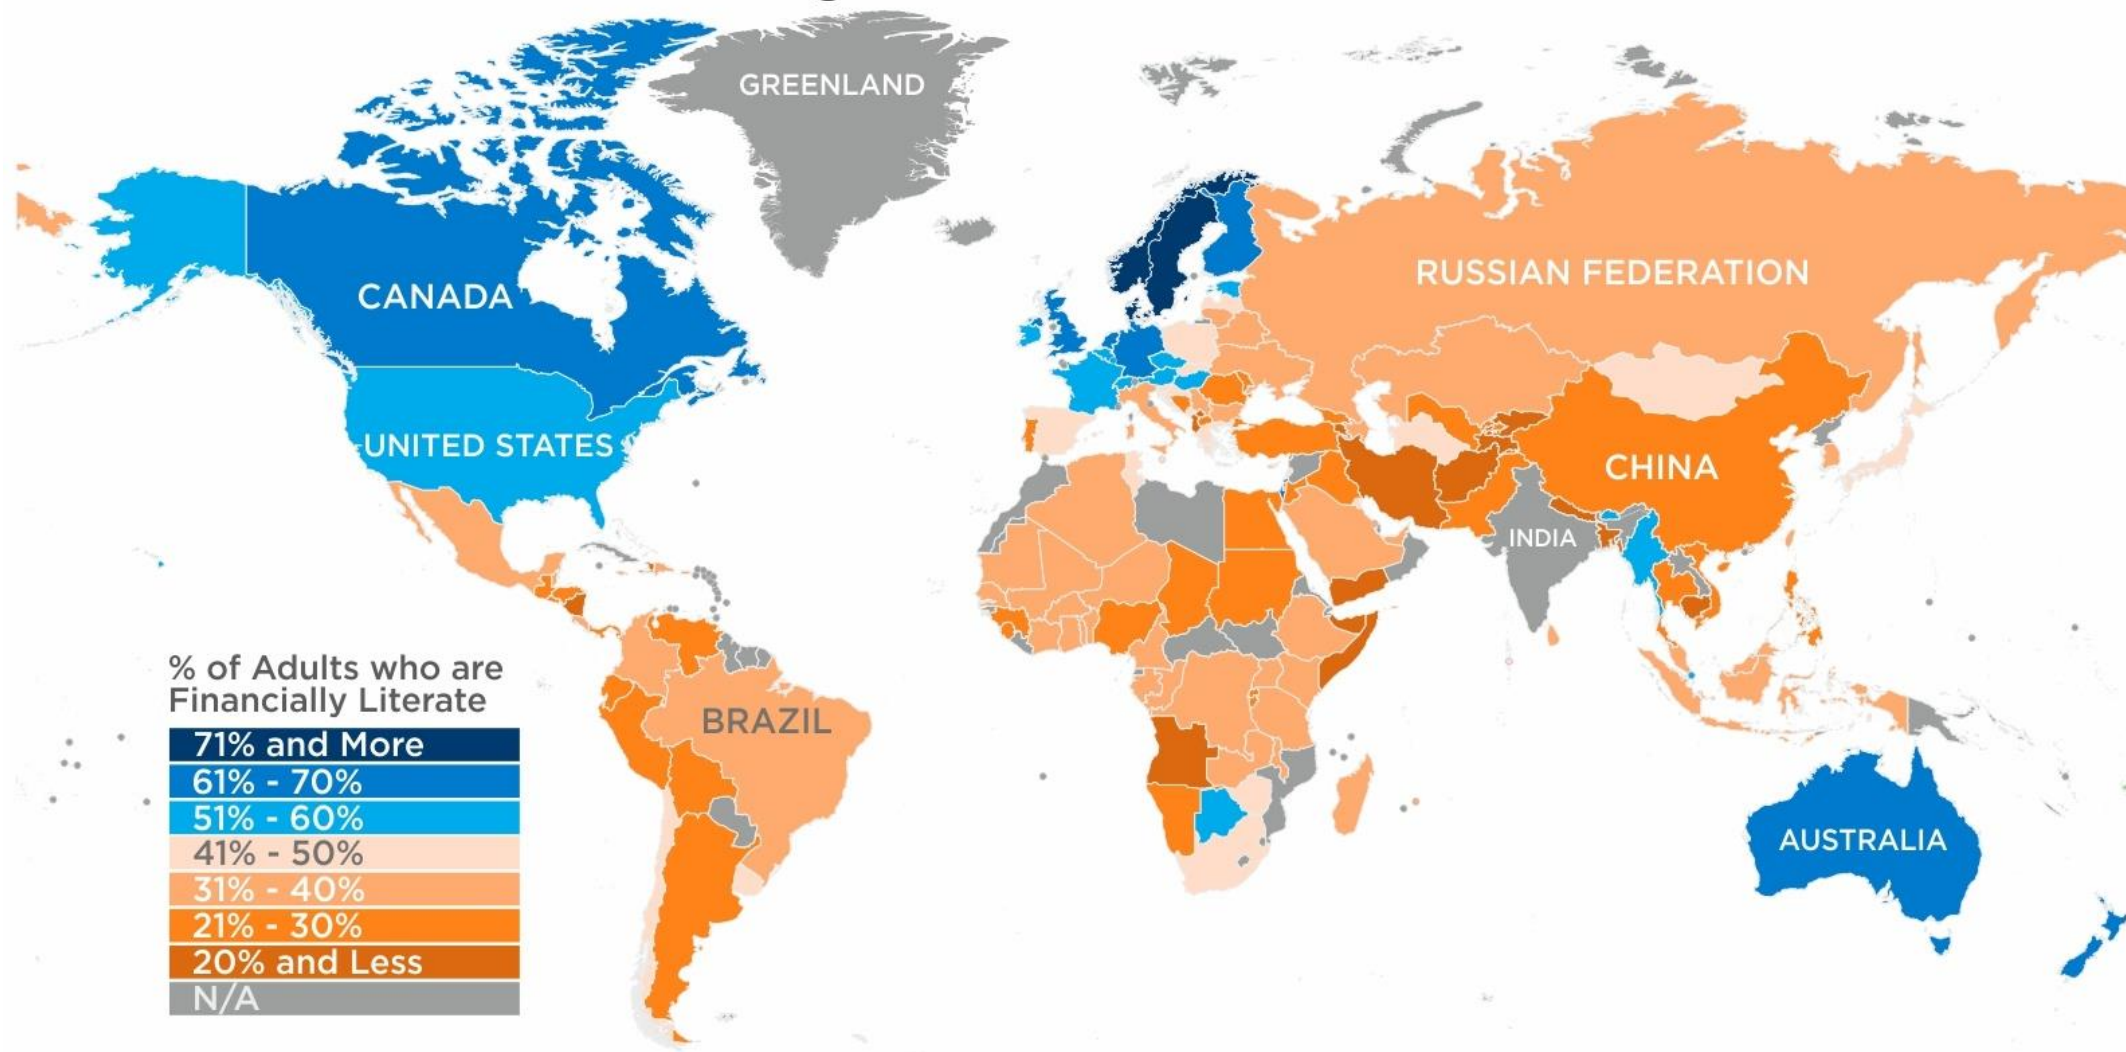 GREENLAND
CANADA
RUSSIAN FEDERATION
UNITED STATES
CHINA
INDIA
BRAZIL
AUSTRALIA
% of Adults who are
Financially Literate
71% and More
61% - 70%
51% - 60%
41% - 50%
31% - 40%
21% - 30%
20% and Less
N/A